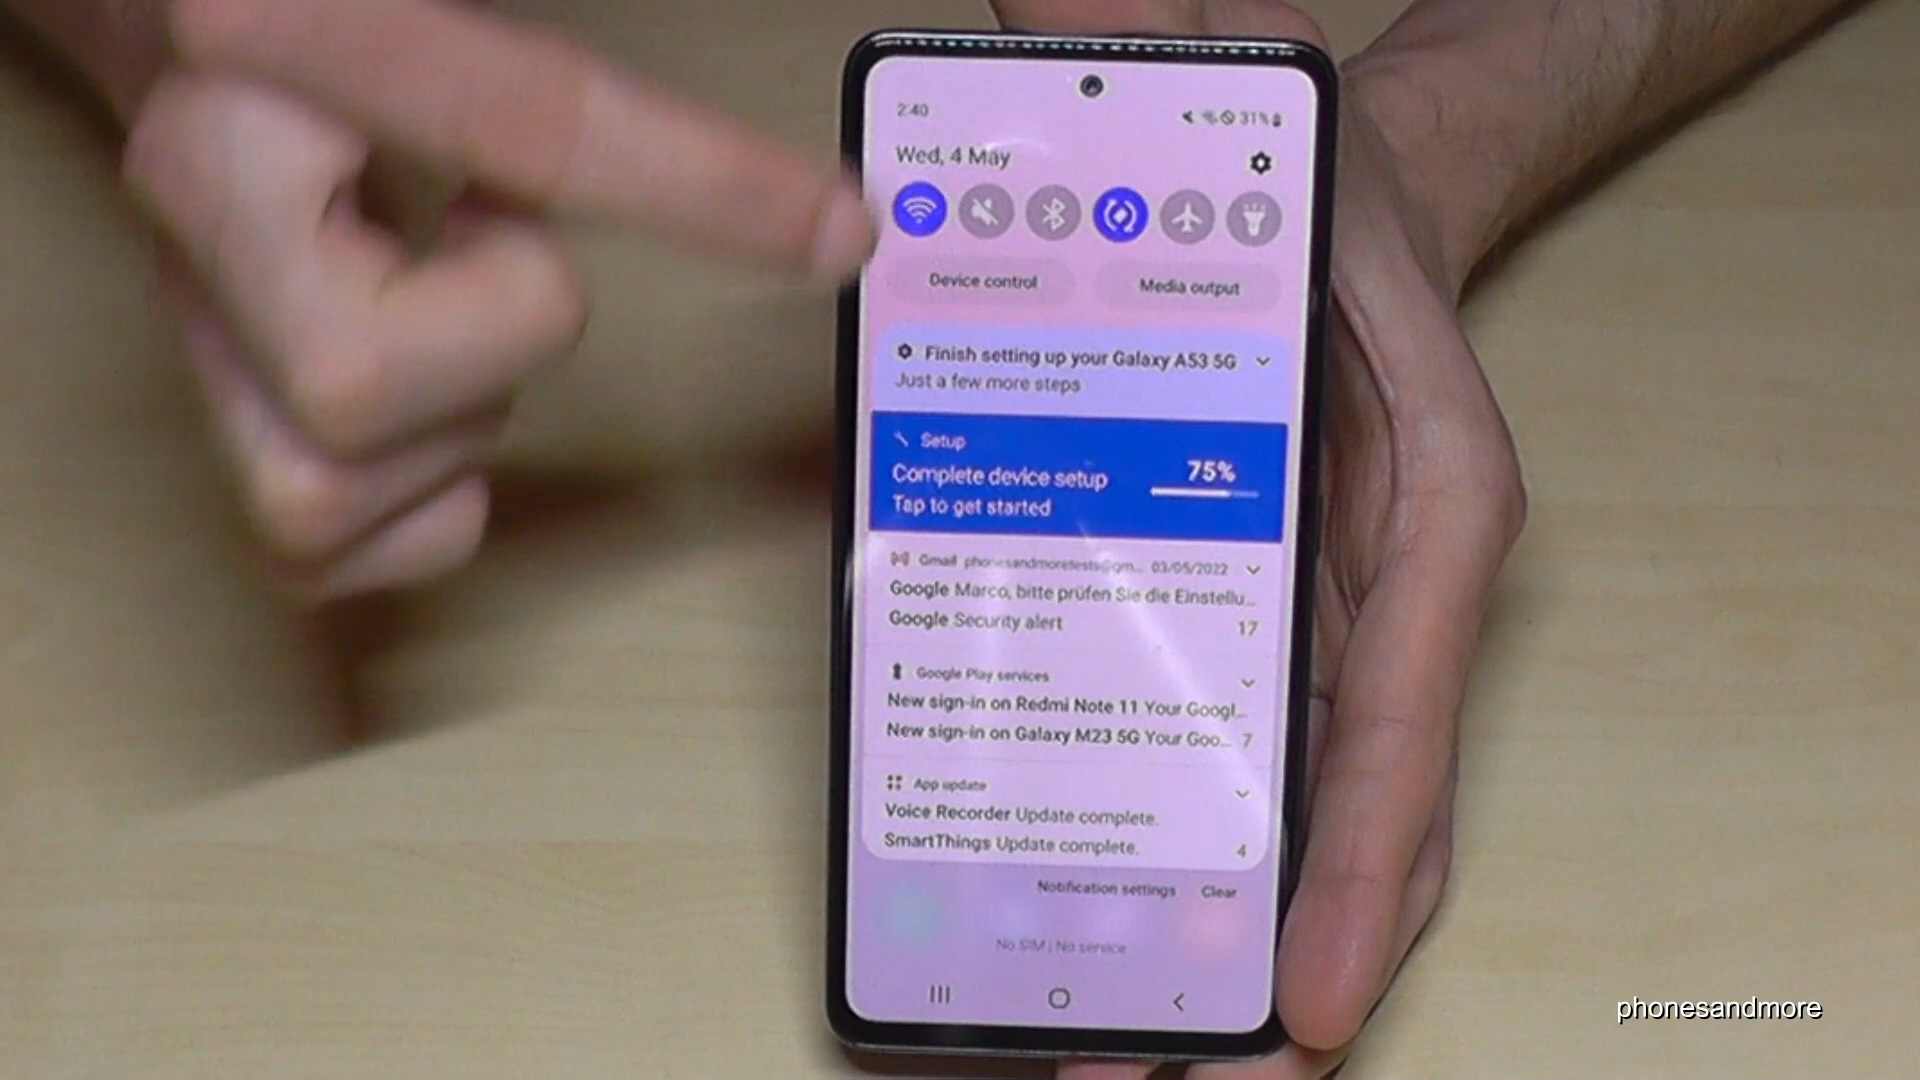 2:40
31%
Wed, 4 May
Device control
Media output
Finish setting up your Galaxy A53 5G
Just a few more steps
Setup
Complete device setup
75%
Tap to get started
Gmail phonesandmoretests@gm... 03/05/2022
Google Marco, bitte prüfen Sie die Einstellu...
Google Security alert
17
Google Play services
New sign-in on Redmi Note 11 Your Googl...
New sign-in on Galaxy M23 5G Your Goo...
7
App update
Voice Recorder Update complete.
SmartThings Update complete.
4
Notification settings
Clear
No SIM | No service
phonesandmore